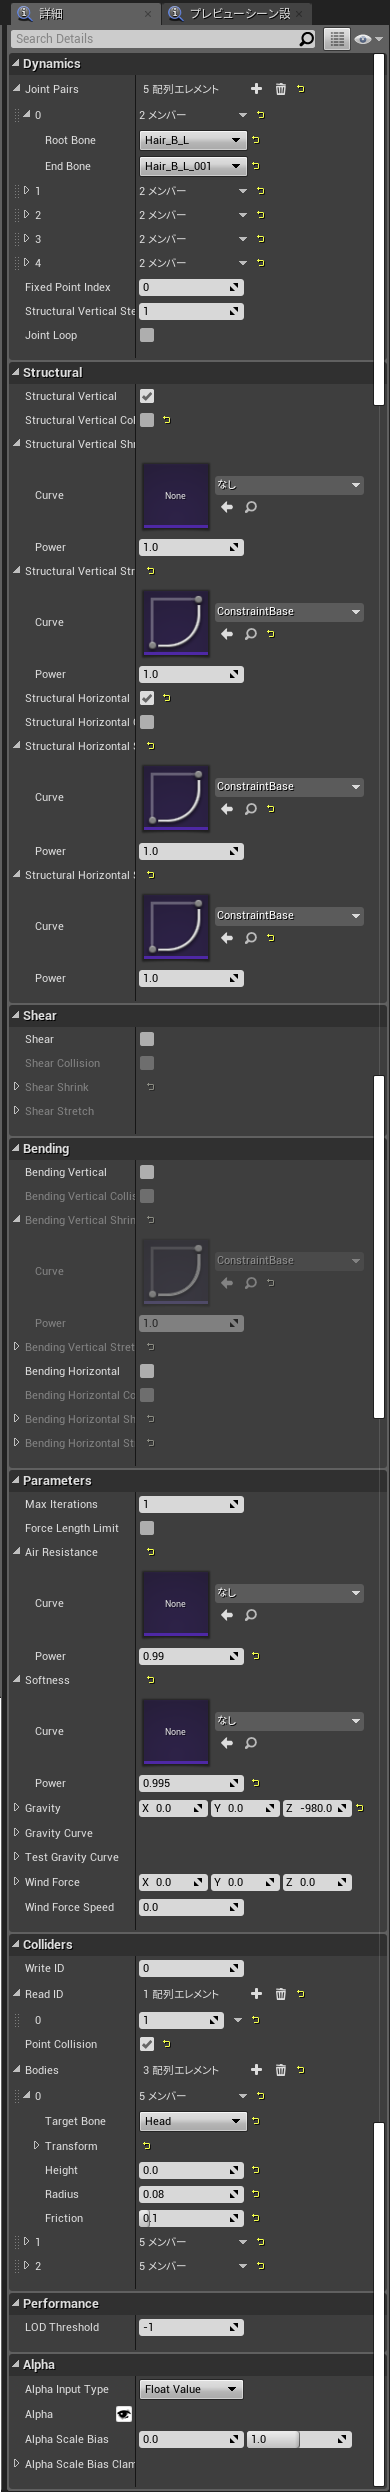 詳細
プレビューシーン設
Search Details
Dynamics
Joint Pairs 5 配列エレメント
0 2 メンバー
Root Bone Hair_B_L
End Bone Hair_B_L_001
1 2 メンバー
2 2 メンバー
3 2 メンバー
4 2 メンバー
Fixed Point Index 0
Structural Vertical Ste 1
Joint Loop
Structural
Structural Vertical
Structural Vertical Col
Structural Vertical Shr
Curve None なし
Power 1.0
Structural Vertical Str
Curve ConstraintBase
Power 1.0
Structural Horizontal
Structural Horizontal C
Structural Horizontal S
Curve ConstraintBase
Power 1.0
Structural Horizontal S
Curve ConstraintBase
Power 1.0
Shear
Shear
Shear Collision
Shear Shrink
Shear Stretch
Bending
Bending Vertical
Bending Vertical Collis
Bending Vertical Shrin
Curve ConstraintBase
Power 1.0
Bending Vertical Stret
Bending Horizontal
Bending Horizontal Co
Bending Horizontal Sh
Bending Horizontal St
Parameters
Max Iterations 1
Force Length Limit
Air Resistance
Curve None なし
Power 0.99
Softness
Curve None なし
Power 0.995
Gravity X 0.0 Y 0.0 Z -980.0
Gravity Curve
Test Gravity Curve
Wind Force X 0.0 Y 0.0 Z 0.0
Wind Force Speed 0.0
Colliders
Write ID 0
Read ID 1 配列エレメント
0 1
Point Collision
Bodies 3 配列エレメント
0 5 メンバー
Target Bone Head
Transform
Height 0.0
Radius 0.08
Friction 0.1
1 5 メンバー
2 5 メンバー
Performance
LOD Threshold -1
Alpha
Alpha Input Type Float Value
Alpha
Alpha Scale Bias 0.0 1.0
Alpha Scale Bias Clam